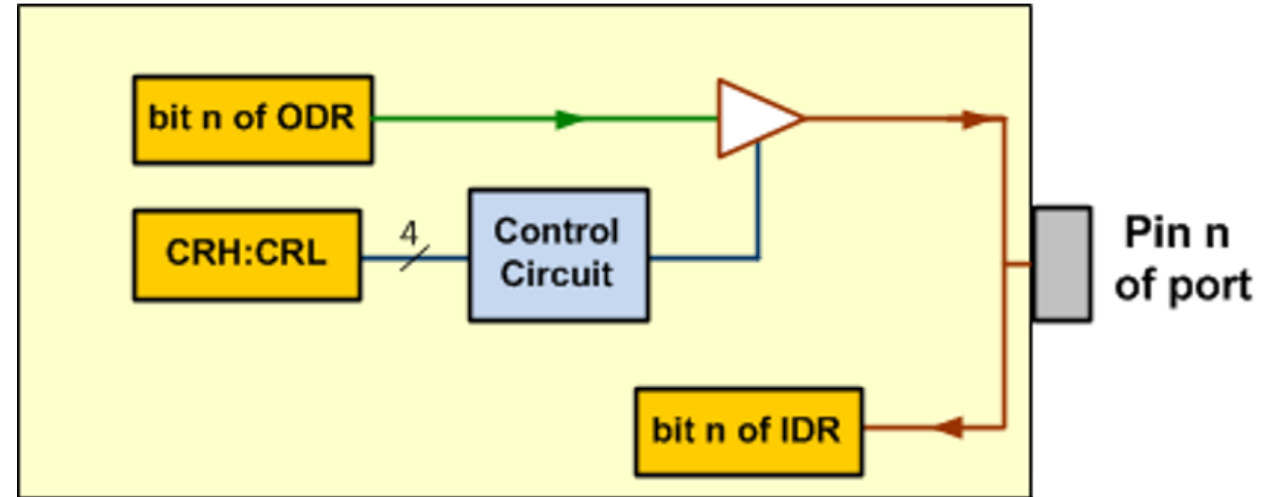 bit n of ODR
CRH:CRL
4
Control
Circuit
Pin n
of port
bit n of IDR